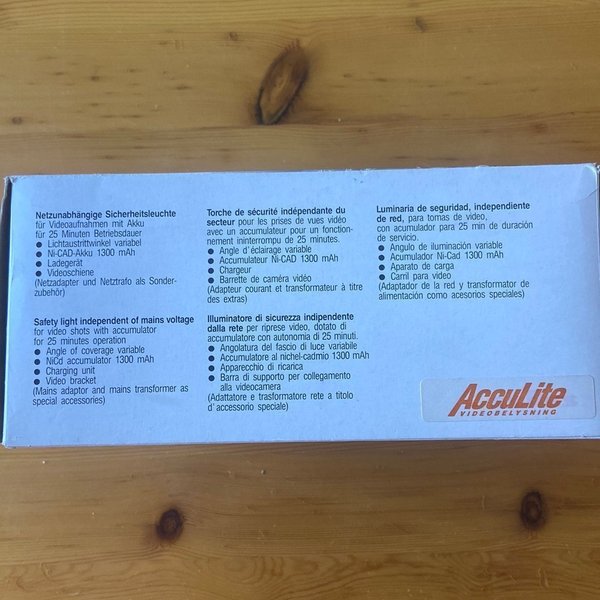 Netzunabhängige Sicherheitsleuchte
für Videoaufnahmen mit Akku
für 25 Minuten Betriebsdauer
● Lichtaustrittwinkel variabel
● Ni-CAD-Akku 1300 mAh
● Ladegerät
● Videoschiene
(Netzadapter und Netztrafo als Sonder-
zubehör)
Safety light independent of mains voltage
for video shots with accumulator
for 25 minutes operation
● Angle of coverage variable
● NiCd accumulator 1300 mAh
● Charging unit
● Video bracket
(Mains adaptor and mains transformer as
special accessories)
Torche de sécurité indépendante du
secteur pour les prises de vues vidéo
avec un accumulateur pour un fonction-
nement ininterrompu de 25 minutes.
● Angle d'éclairage variable
● Accumulateur Ni-CAD 1300 mAh
● Chargeur
● Barrette de caméra vidéo
(Adapteur courant et transformateur à titre
des extras)
Illuminatore di sicurezza indipendente
dalla rete per riprese video, dotato di
accumulatore con autonomia di 25 minuti.
● Angolatura del fascio di luce variabile
● Accumulatore al nichel-cadmio 1300 mAh
● Apparecchio di ricarica
● Barra di supporto per collegamento
alla videocamera
(Adattatore e trasformatore rete a titolo
d'accessorio speciale)
Luminaria de seguridad, independiente
de red, para tomas de video,
con acumulador para 25 min de duración
de servicio.
● Angulo de iluminación variable
● Acumulador Ni-Cad 1300 mAh
● Aparato de carga
● Carril para video
(Adaptador de la red y transformador de
alimentación como acesorios speciales)
AccuLite
VIDEOBELYSNING